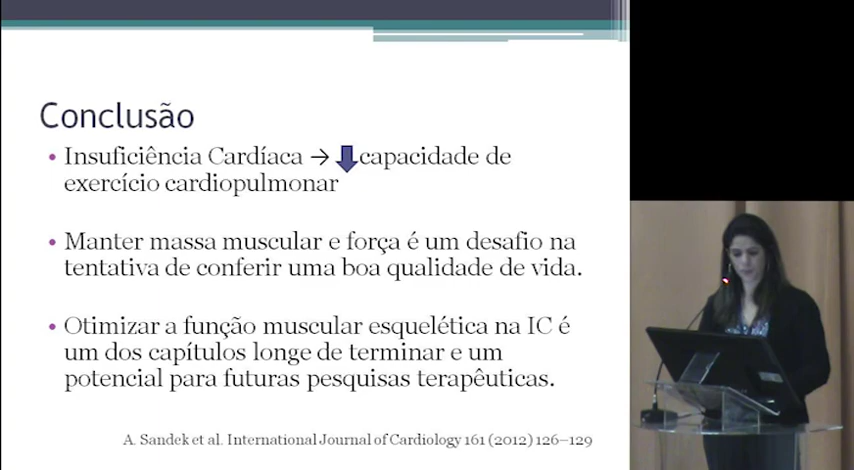 Conclusão
• Insuficiência Cardíaca → capacidade de
exercício cardiopulmonar
• Manter massa muscular e força é um desafio na
tentativa de conferir uma boa qualidade de vida.
• Otimizar a função muscular esquelética na IC é
um dos capítulos longe de terminar e um
potencial para futuras pesquisas terapêuticas.
A. Sandek et al. International Journal of Cardiology 161 (2012) 126–129